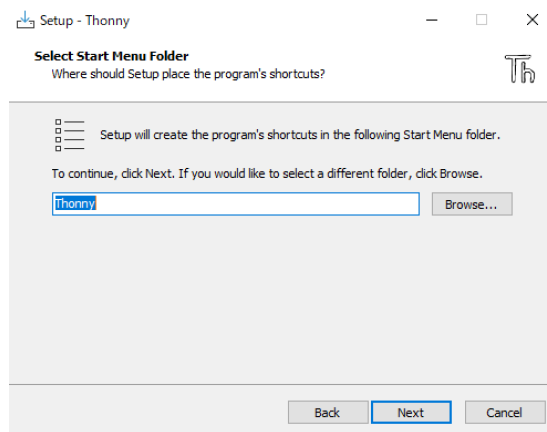 Setup - Thonny
Select Start Menu Folder
Where should Setup place the program's shortcuts?
Th
Setup will create the program's shortcuts in the following Start Menu folder.
To continue, click Next. If you would like to select a different folder, click Browse.
Thonny
Browse...
Back
Next
Cancel